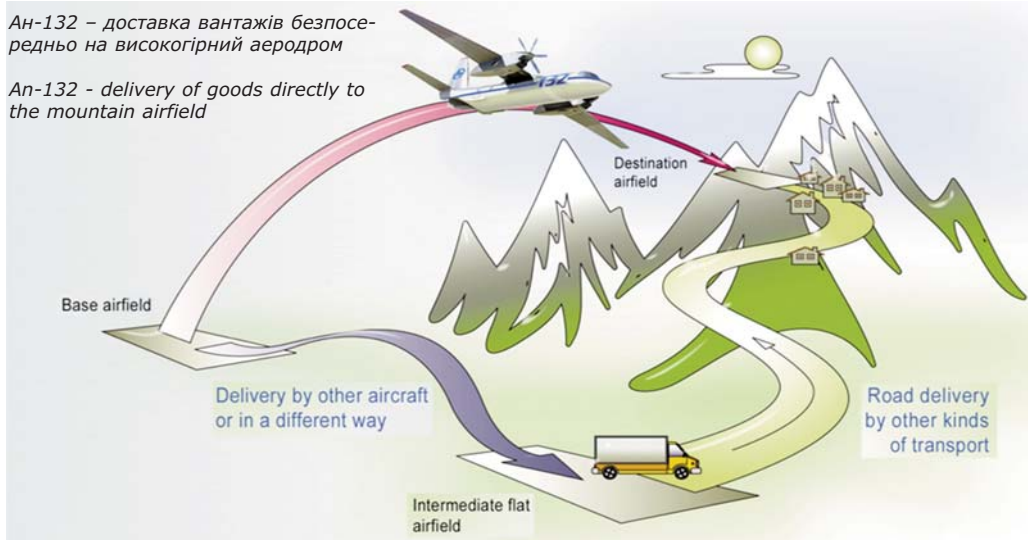 Ан-132 – доставка вантажів безпосе-
редньо на високогірний аеродром
An-132 - delivery of goods directly to
the mountain airfield
132
Destination
airfield
Base airfield
Delivery by other aircraft
or in a different way
Road delivery
by other kinds
of transport
Intermediate flat
airfield